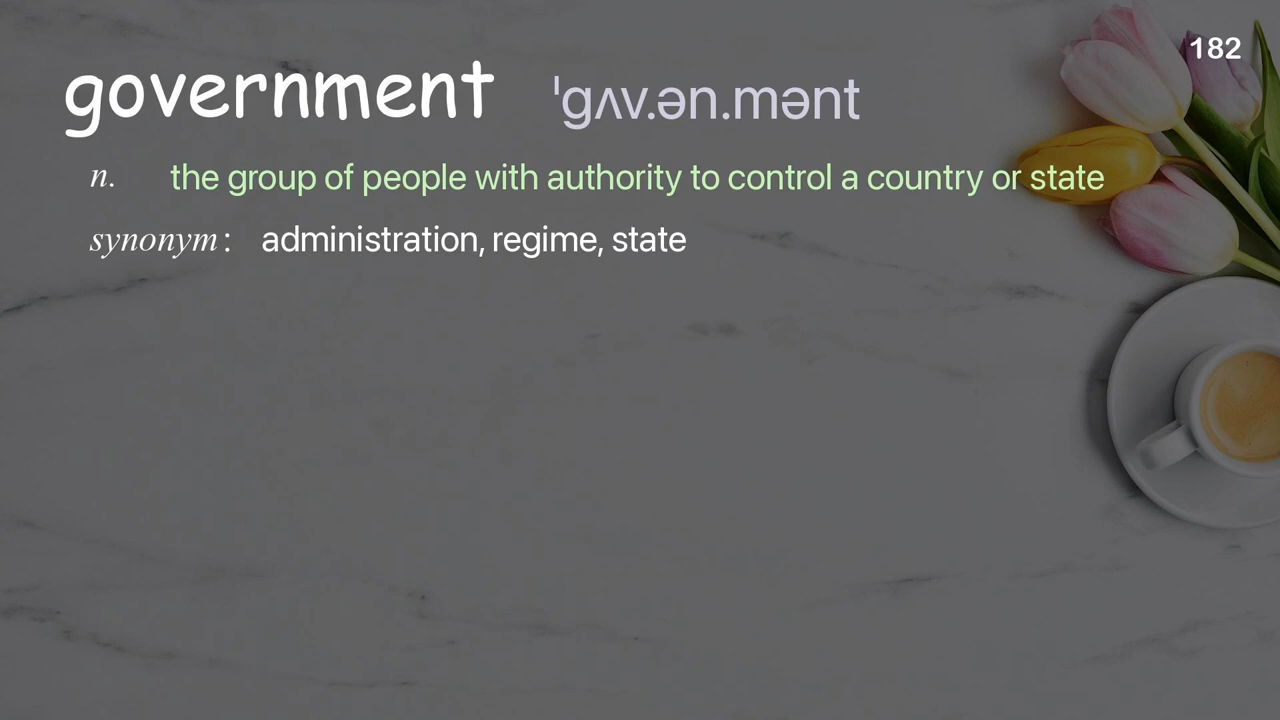 182
government ˈgʌv.ən.mənt
n. the group of people with authority to control a country or state
synonym: administration, regime, state